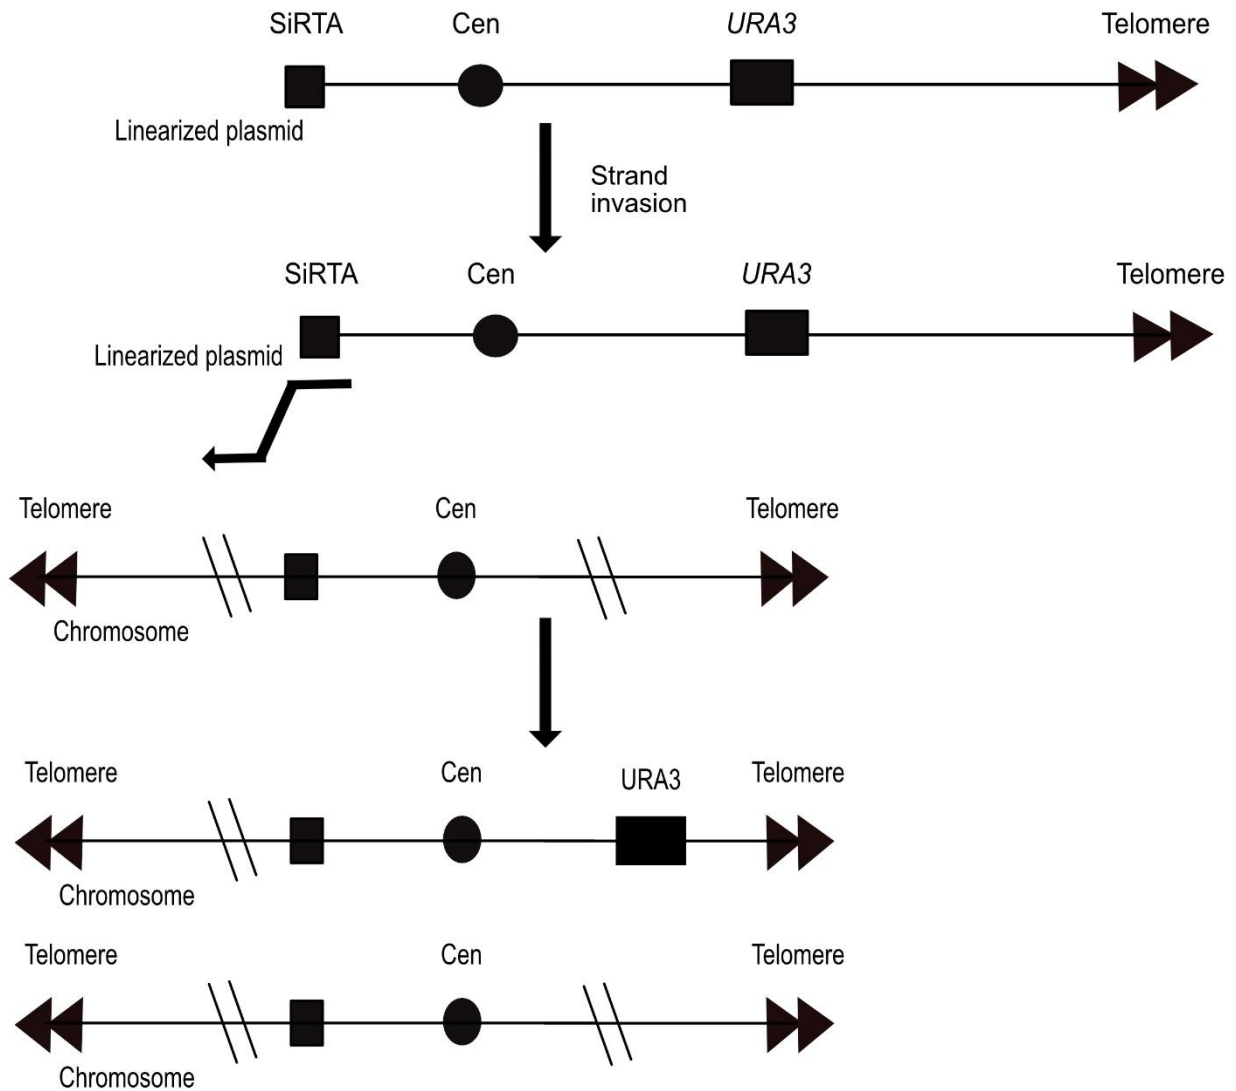 SiRTA Cen URA3 Telomere
Linearized plasmid
Strand
invasion
SiRTA Cen URA3 Telomere
Linearized plasmid
Telomere Cen Telomere
Chromosome
Telomere Cen URA3 Telomere
Chromosome
Telomere Cen Telomere
Chromosome